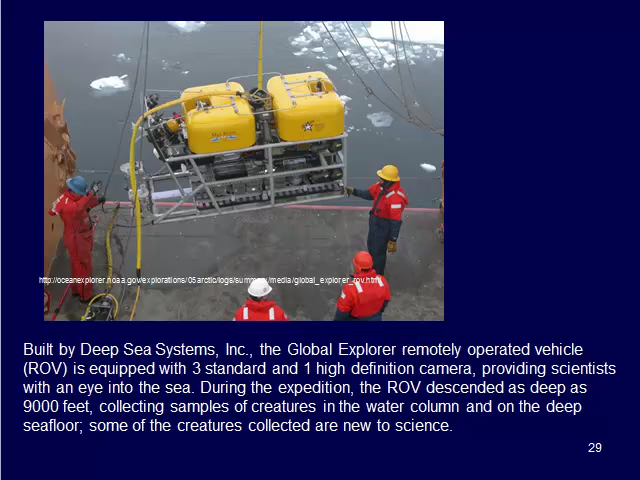 http://oceanexplorer.noaa.gov/explorations/05arctic/logs/summary/media/global_explorer_rov.html
Built by Deep Sea Systems, Inc., the Global Explorer remotely operated vehicle
(ROV) is equipped with 3 standard and 1 high definition camera, providing scientists
with an eye into the sea. During the expedition, the ROV descended as deep as
9000 feet, collecting samples of creatures in the water column and on the deep
seafloor; some of the creatures collected are new to science.
29